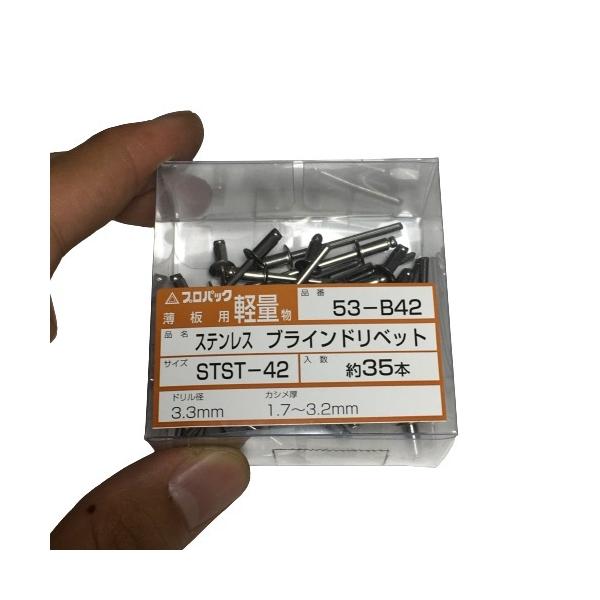 プロパック
薄板用軽量物
品番
53-B42
品名
ステンレス ブラインドリベット
サイズ
STST-42
入数
約35本
ドリル径
3.3mm
カシメ厚
1.7～3.2mm